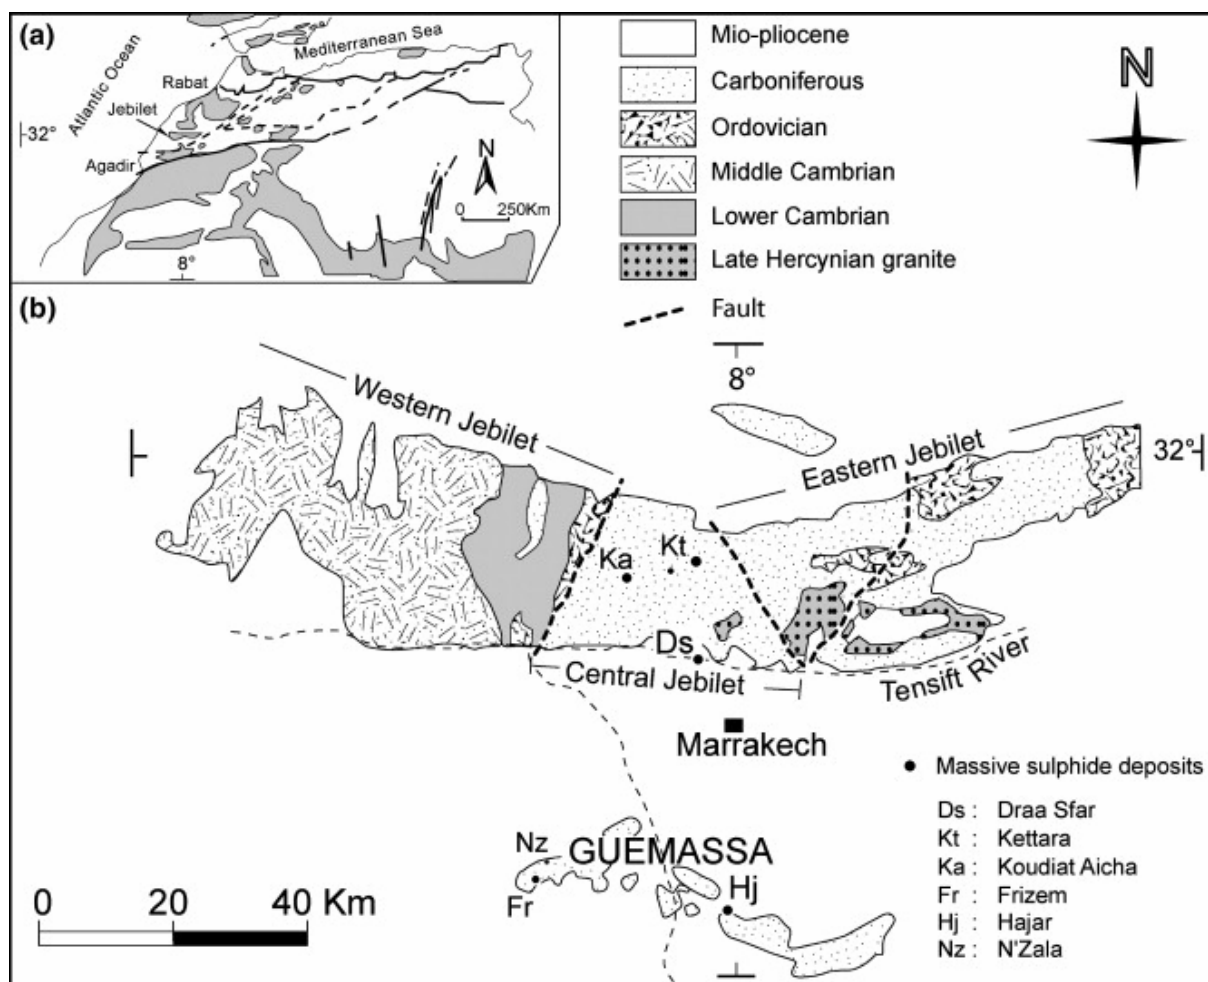 (a)
Mediterranean Sea
Atlantic Ocean
Rabat
Jebilet
32°
Agadir
N
0 250Km
8°
Mio-pliocene
Carboniferous
Ordovician
Middle Cambrian
Lower Cambrian
Late Hercynian granite
Fault
N
(b)
8°
Western Jebilet
Eastern Jebilet
32°
Ka
Kt
Ds
Central Jebilet
Tensift River
Marrakech
Massive sulphide deposits
Ds : Draa Sfar
Kt : Kettara
Ka : Koudiat Aicha
Fr : Frizem
Hj : Hajar
Nz : N'Zala
Nz
GUEMASSA
Fr
Hj
0 20 40 Km